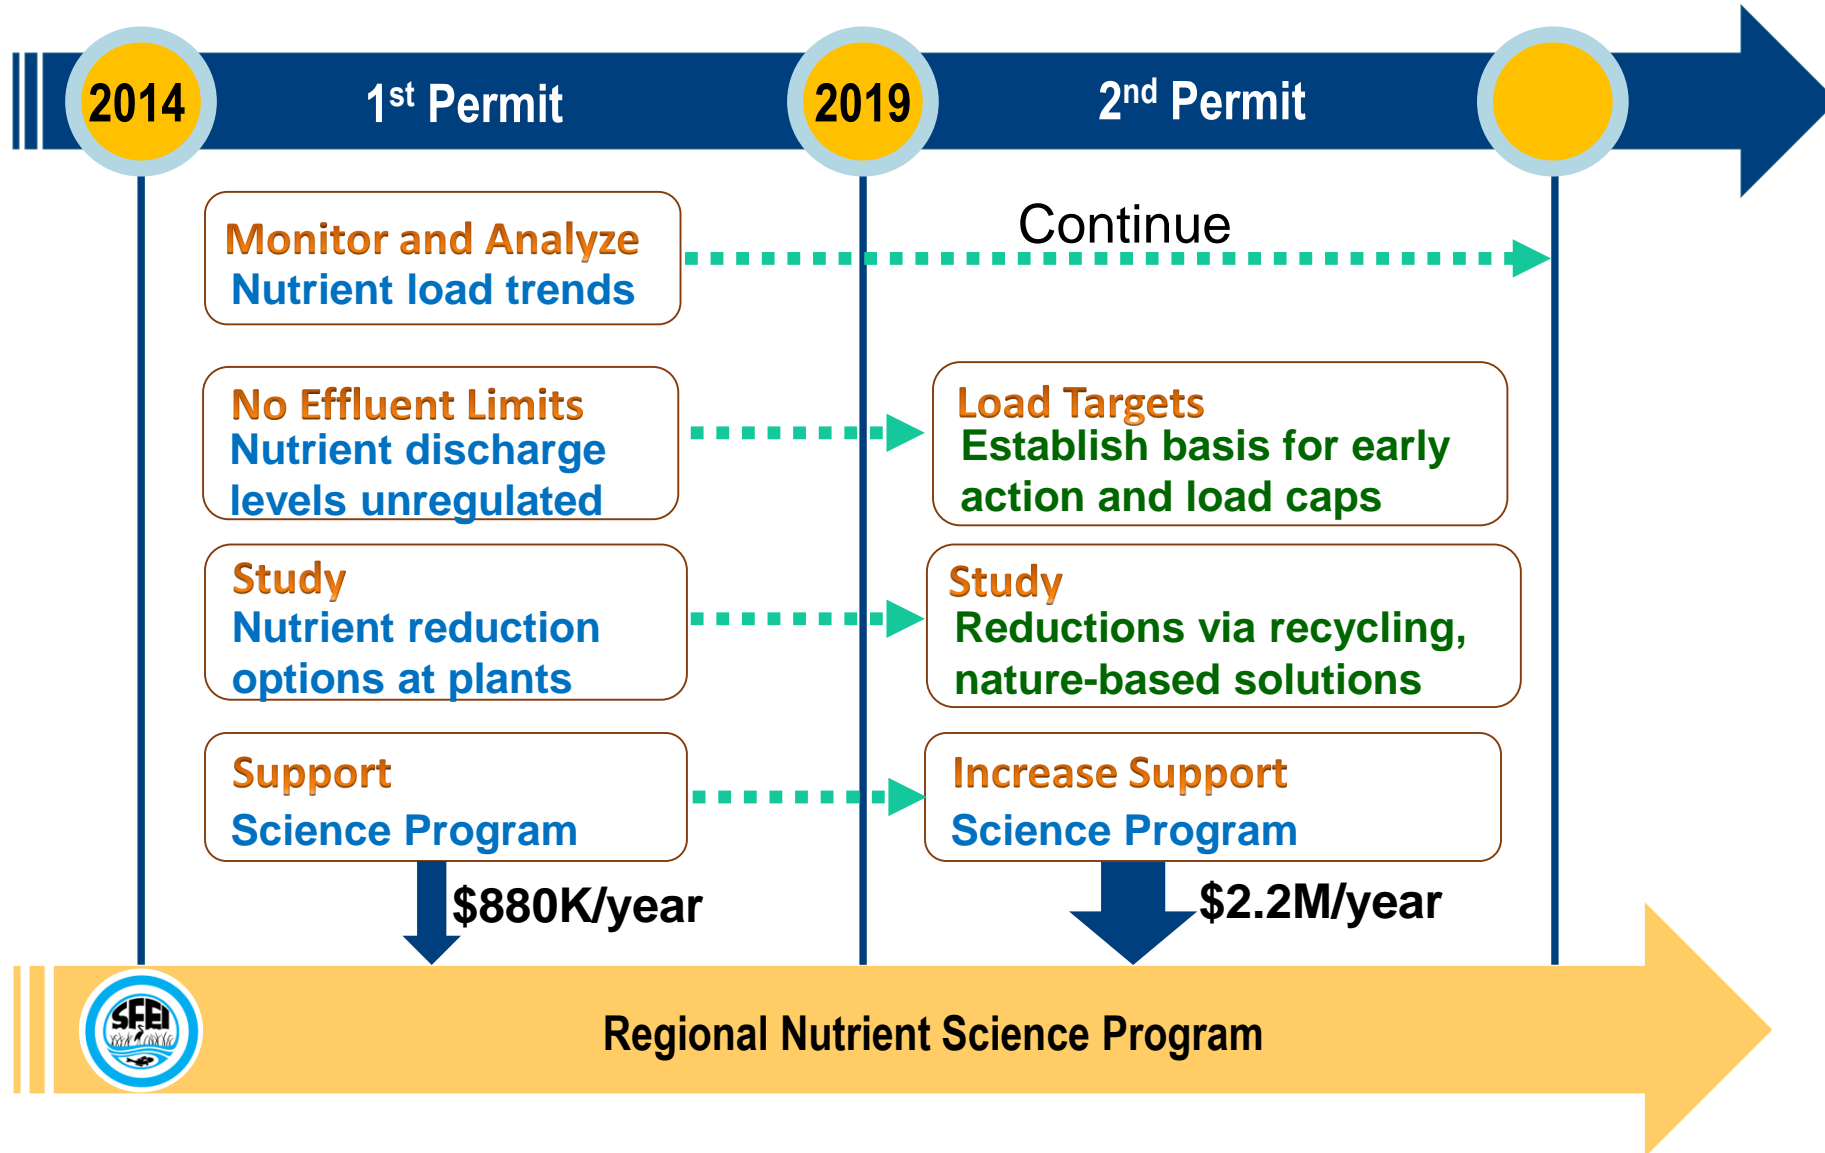 2014
1st Permit
2019
2nd Permit
Monitor and Analyze
Nutrient load trends
Continue
No Effluent Limits
Nutrient discharge
levels unregulated
Load Targets
Establish basis for early
action and load caps
Study
Nutrient reduction
options at plants
Study
Reductions via recycling,
nature-based solutions
Support
Science Program
Increase Support
Science Program
$880K/year
$2.2M/year
SFEI
Regional Nutrient Science Program